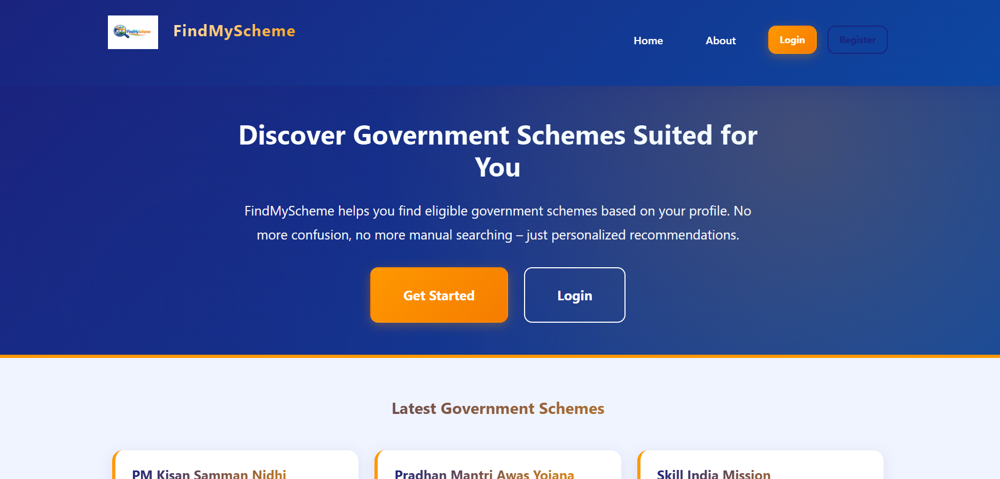 FindMyScheme
FindMyScheme
Home
About
Login
Register
Discover Government Schemes Suited for
You
FindMyScheme helps you find eligible government schemes based on your profile. No
more confusion, no more manual searching – just personalized recommendations.
Get Started
Login
Latest Government Schemes
PM Kisan Samman Nidhi
Pradhan Mantri Awas Yojana
Skill India Mission